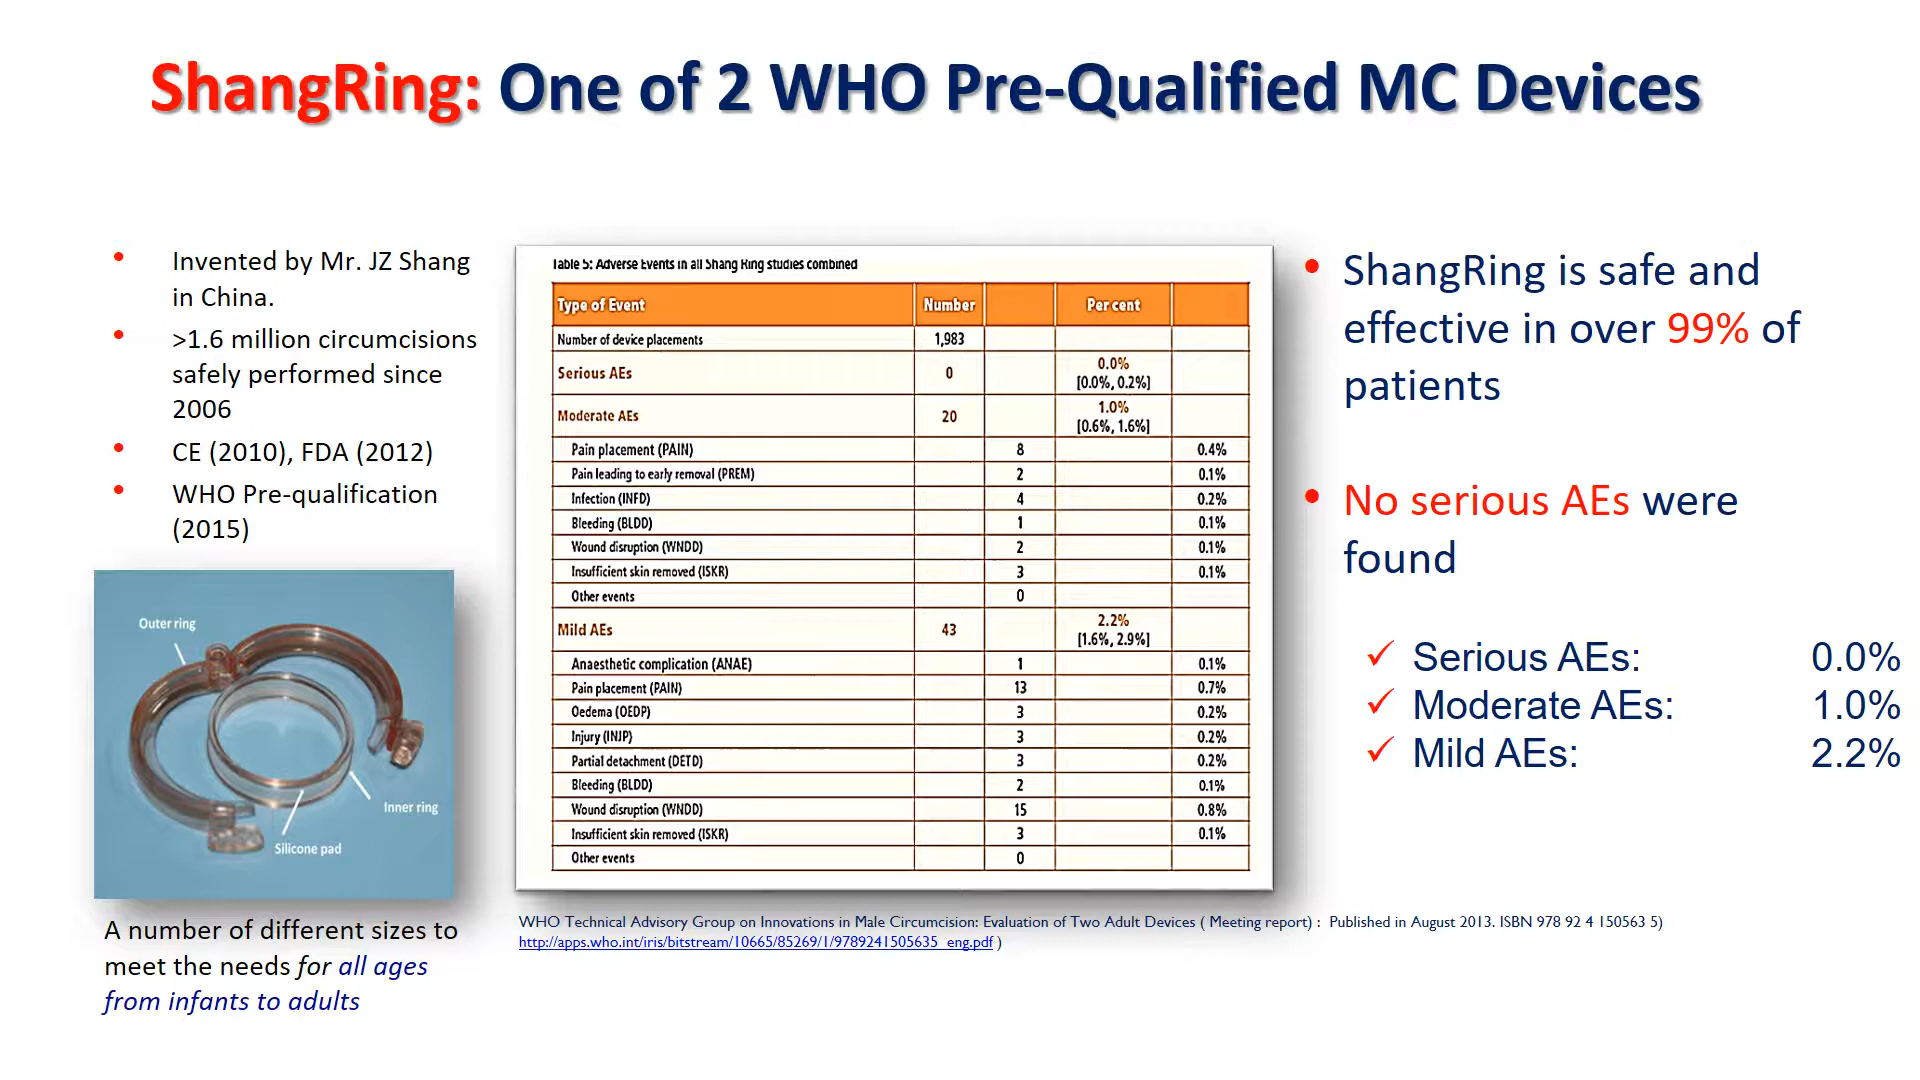 ShangRing: One of 2 WHO Pre-Qualified MC Devices
• Invented by Mr. JZ Shang
in China.
• >1.6 million circumcisions
safely performed since
2006
• CE (2010), FDA (2012)
• WHO Pre-qualification
(2015)
Outer ring
Inner ring
Silicone pad
A number of different sizes to
meet the needs for all ages
from infants to adults
Table 5: Adverse Events in all Shang Ring studies combined
Type of Event Number Per cent
Number of device placements 1,983
Serious AEs 0 0.0%
[0.0%, 0.2%]
Moderate AEs 20 1.0%
[0.6%, 1.6%]
Pain placement (PAIN) 8 0.4%
Pain leading to early removal (PREM) 2 0.1%
Infection (INFD) 4 0.2%
Bleeding (BLDD) 1 0.1%
Wound disruption (WNDD) 2 0.1%
Insufficient skin removed (ISKR) 3 0.1%
Other events 0
Mild AEs 43 2.2%
[1.6%, 2.9%]
Anaesthetic complication (ANAE) 1 0.1%
Pain placement (PAIN) 13 0.7%
Oedema (OEDP) 3 0.2%
Injury (INJP) 3 0.2%
Partial detachment (DETD) 3 0.2%
Bleeding (BLDD) 2 0.1%
Wound disruption (WNDD) 15 0.8%
Insufficient skin removed (ISKR) 3 0.1%
Other events 0
WHO Technical Advisory Group on Innovations in Male Circumcision: Evaluation of Two Adult Devices ( Meeting report) : Published in August 2013. ISBN 978 92 4 150563 5)
http://apps.who.int/iris/bitstream/10665/85269/1/9789241505635_eng.pdf )
• ShangRing is safe and
effective in over 99% of
patients
• No serious AEs were
found
✓ Serious AEs: 0.0%
✓ Moderate AEs: 1.0%
✓ Mild AEs: 2.2%